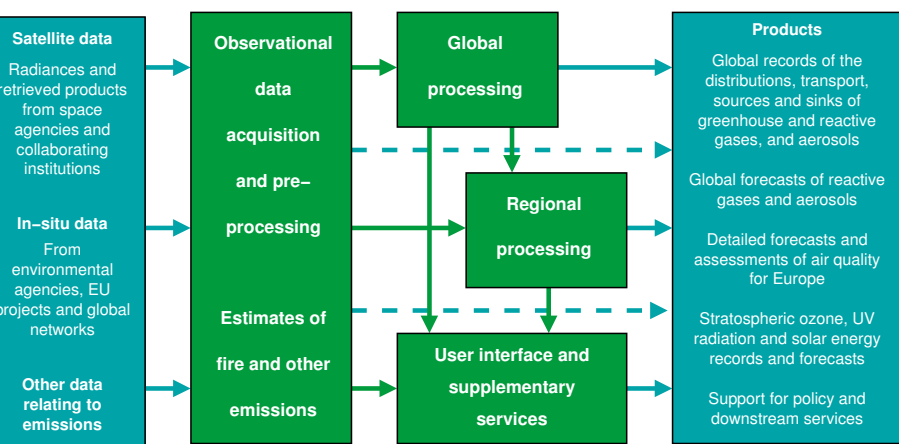 Satellite data
Radiances and
retrieved products
from space
agencies and
collaborating
institutions
In−situ data
From
environmental
agencies, EU
projects and global
networks
Other data
relating to
emissions
Observational
data
acquisition
and pre−
processing
Estimates of
fire and other
emissions
Global
processing
Regional
processing
User interface and
supplementary
services
Products
Global records of the
distributions, transport,
sources and sinks of
greenhouse and reactive
gases, and aerosols
Global forecasts of reactive
gases and aerosols
Detailed forecasts and
assessments of air quality
for Europe
Stratospheric ozone, UV
radiation and solar energy
records and forecasts
Support for policy and
downstream services